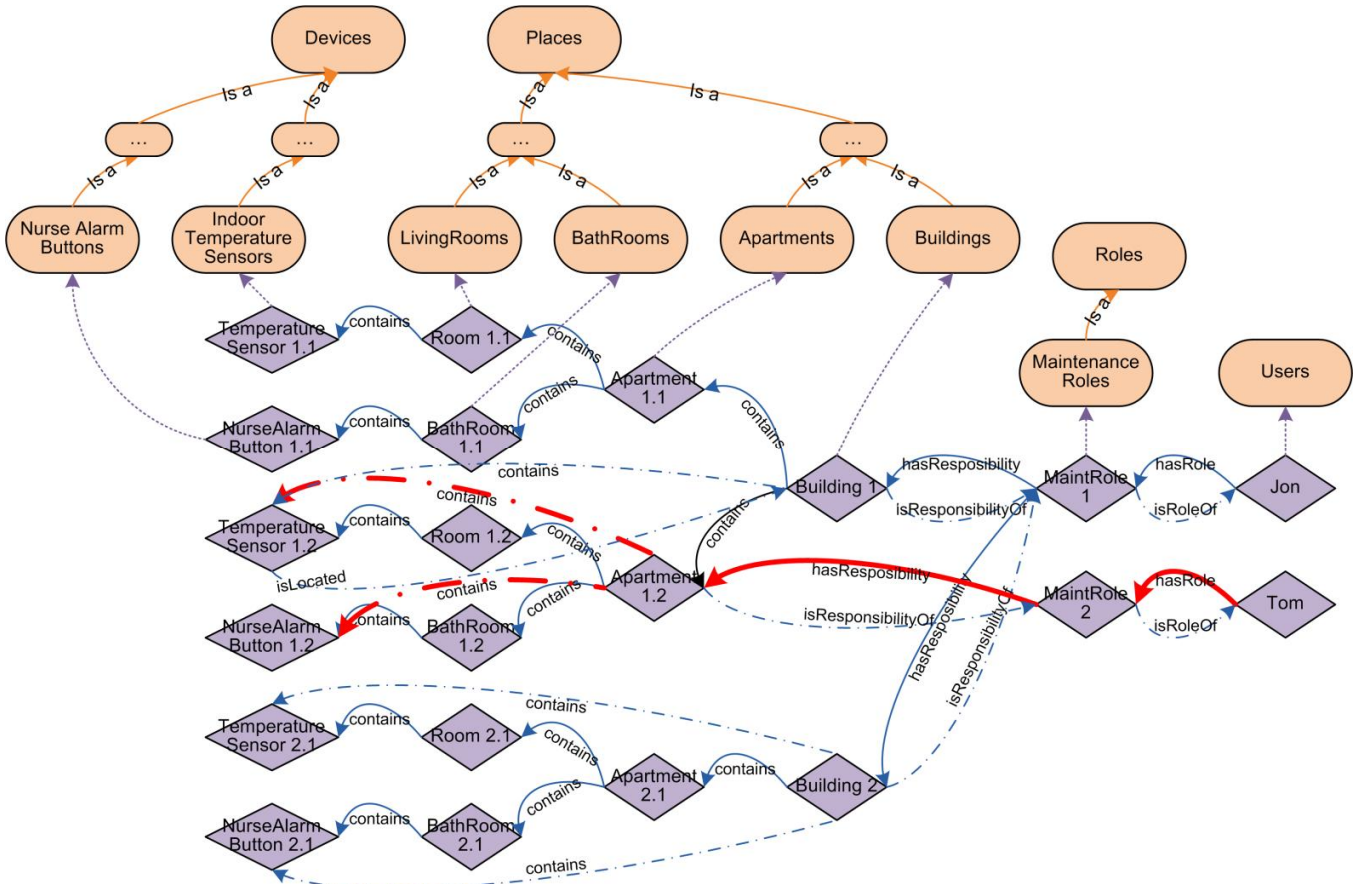 Devices
Places
Is a
Is a
Is a
Is a
...
...
...
...
Is a
Is a
Is a
Is a
Is a
Is a
Nurse Alarm
Buttons
Indoor
Temperature
Sensors
LivingRooms
BathRooms
Apartments
Buildings
Roles
Is a
Maintenance
Roles
Users
Temperature
Sensor 1.1
contains
Room 1.1
contains
Apartment
1.1
contains
contains
NurseAlarm
Button 1.1
contains
BathRoom
1.1
contains
Building 1
hasResposibility
isResponsibilityOf
MaintRole
1
hasRole
isRoleOf
Jon
contains
contains
Temperature
Sensor 1.2
contains
Room 1.2
contains
isLocated
contains
Apartment
1.2
hasResposibility
isResponsibilityOf
MaintRole
2
hasRole
isRoleOf
Tom
NurseAlarm
Button 1.2
contains
BathRoom
1.2
contains
hasResposibility
isResponsibilityOf
contains
Temperature
Sensor 2.1
contains
Room 2.1
contains
Apartment
2.1
contains
Building 2
contains
NurseAlarm
Button 2.1
contains
BathRoom
2.1
contains